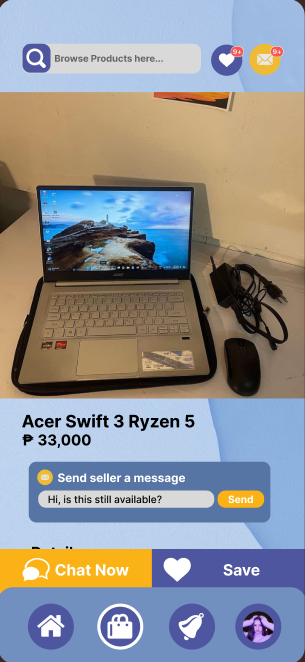 Browse Products here...
9+
9+
acer
Acer Swift 3 Ryzen 5
₱ 33,000
Send seller a message
Hi, is this still available?
Send
Chat Now
Save